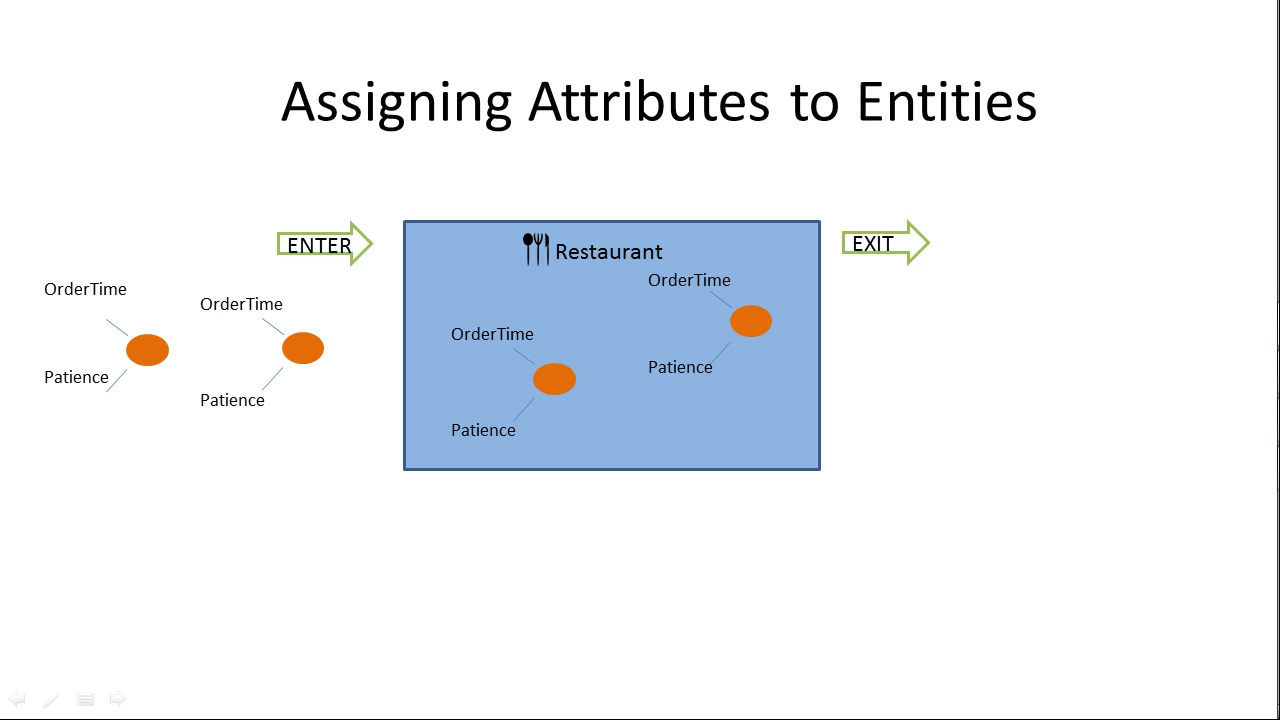 Assigning Attributes to Entities
ENTER
Restaurant
EXIT
OrderTime
Patience
OrderTime
Patience
OrderTime
Patience
OrderTime
Patience